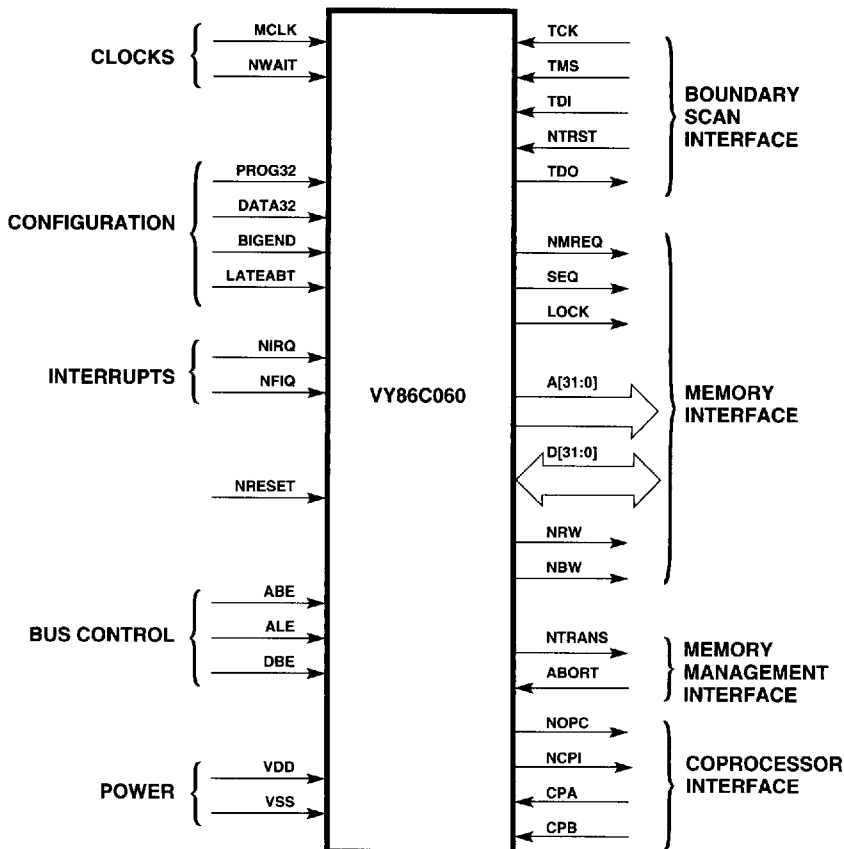 CLOCKS
MCLK
NWAIT
CONFIGURATION
PROG32
DATA32
BIGEND
LATEABT
INTERRUPTS
NIRQ
NFIQ
NRESET
BUS CONTROL
ABE
ALE
DBE
POWER
VDD
VSS
VY86C060
TCK
TMS
TDI
NTRST
TDO
BOUNDARY
SCAN
INTERFACE
NMREQ
SEQ
LOCK
A[31:0]
D[31:0]
NRW
NBW
MEMORY
INTERFACE
NTRANS
ABORT
MEMORY
MANAGEMENT
INTERFACE
NOPC
NCPI
CPA
CPB
COPROCESSOR
INTERFACE